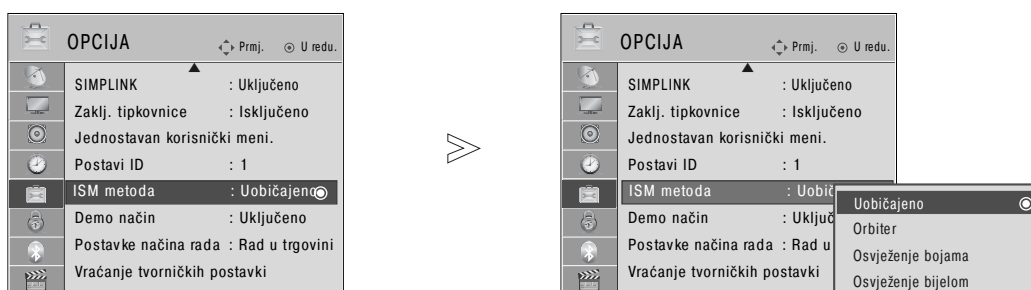 OPCIJA
Prmj. U redu.
SIMPLINK : Uključeno
Zaklj. tipkovnice : Isključeno
Jednostavan korisnički meni.
Postavi ID : 1
ISM metoda : Uobičajeno
Demo način : Uključeno
Postavke načina rada : Rad u trgovini
Vraćanje tvorničkih postavki
OPCIJA
Prmj. U redu.
SIMPLINK : Uključeno
Zaklj. tipkovnice : Isključeno
Jednostavan korisnički meni.
Postavi ID : 1
ISM metoda : Uobič
Demo način : Uključ
Postavke načina rada : Rad u
Vraćanje tvorničkih postavki
Uobičajeno
Orbiter
Osvježenje bojama
Osvježenje bijelom